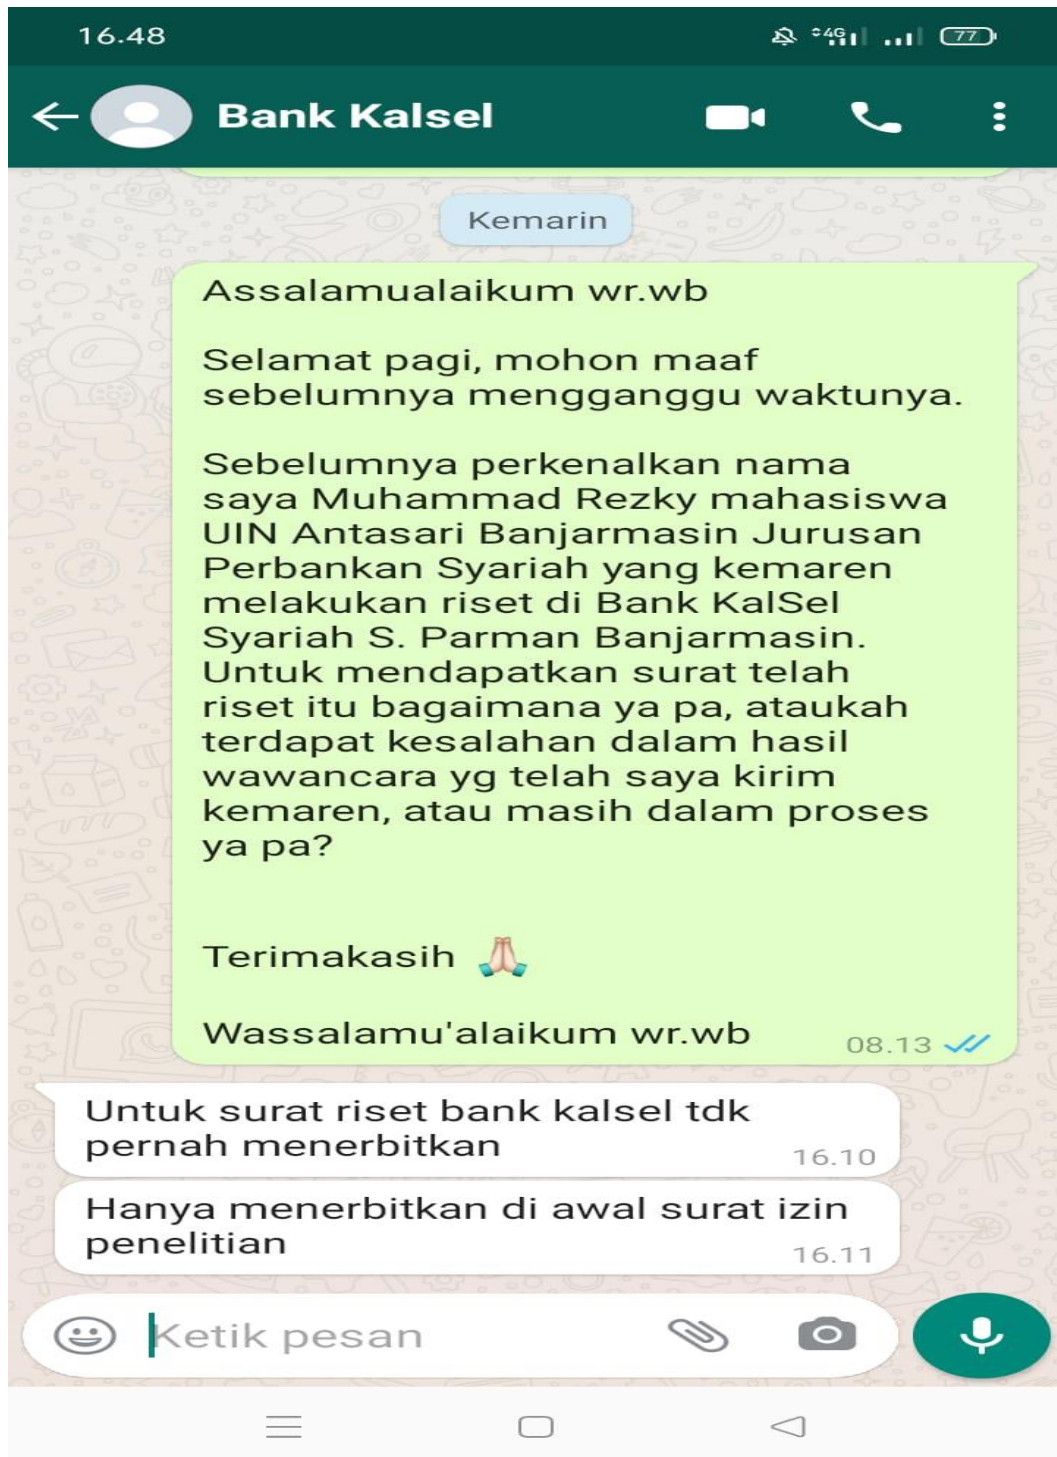 16.48
4G
77
Bank Kalsel
Kemarin
Assalamualaikum wr.wb
Selamat pagi, mohon maaf
sebelumnya mengganggu waktunya.
Sebelumnya perkenalkan nama
saya Muhammad Rezky mahasiswa
UIN Antasari Banjarmasin Jurusan
Perbankan Syariah yang kemaren
melakukan riset di Bank KalSel
Syariah S. Parman Banjarmasin.
Untuk mendapatkan surat telah
riset itu bagaimana ya pa, ataukah
terdapat kesalahan dalam hasil
wawancara yg telah saya kirim
kemaren, atau masih dalam proses
ya pa?
Terimakasih 🙏
Wassalamu'alaikum wr.wb
08.13
Untuk surat riset bank kalsel tdk
pernah menerbitkan
16.10
Hanya menerbitkan di awal surat izin
penelitian
16.11
Ketik pesan